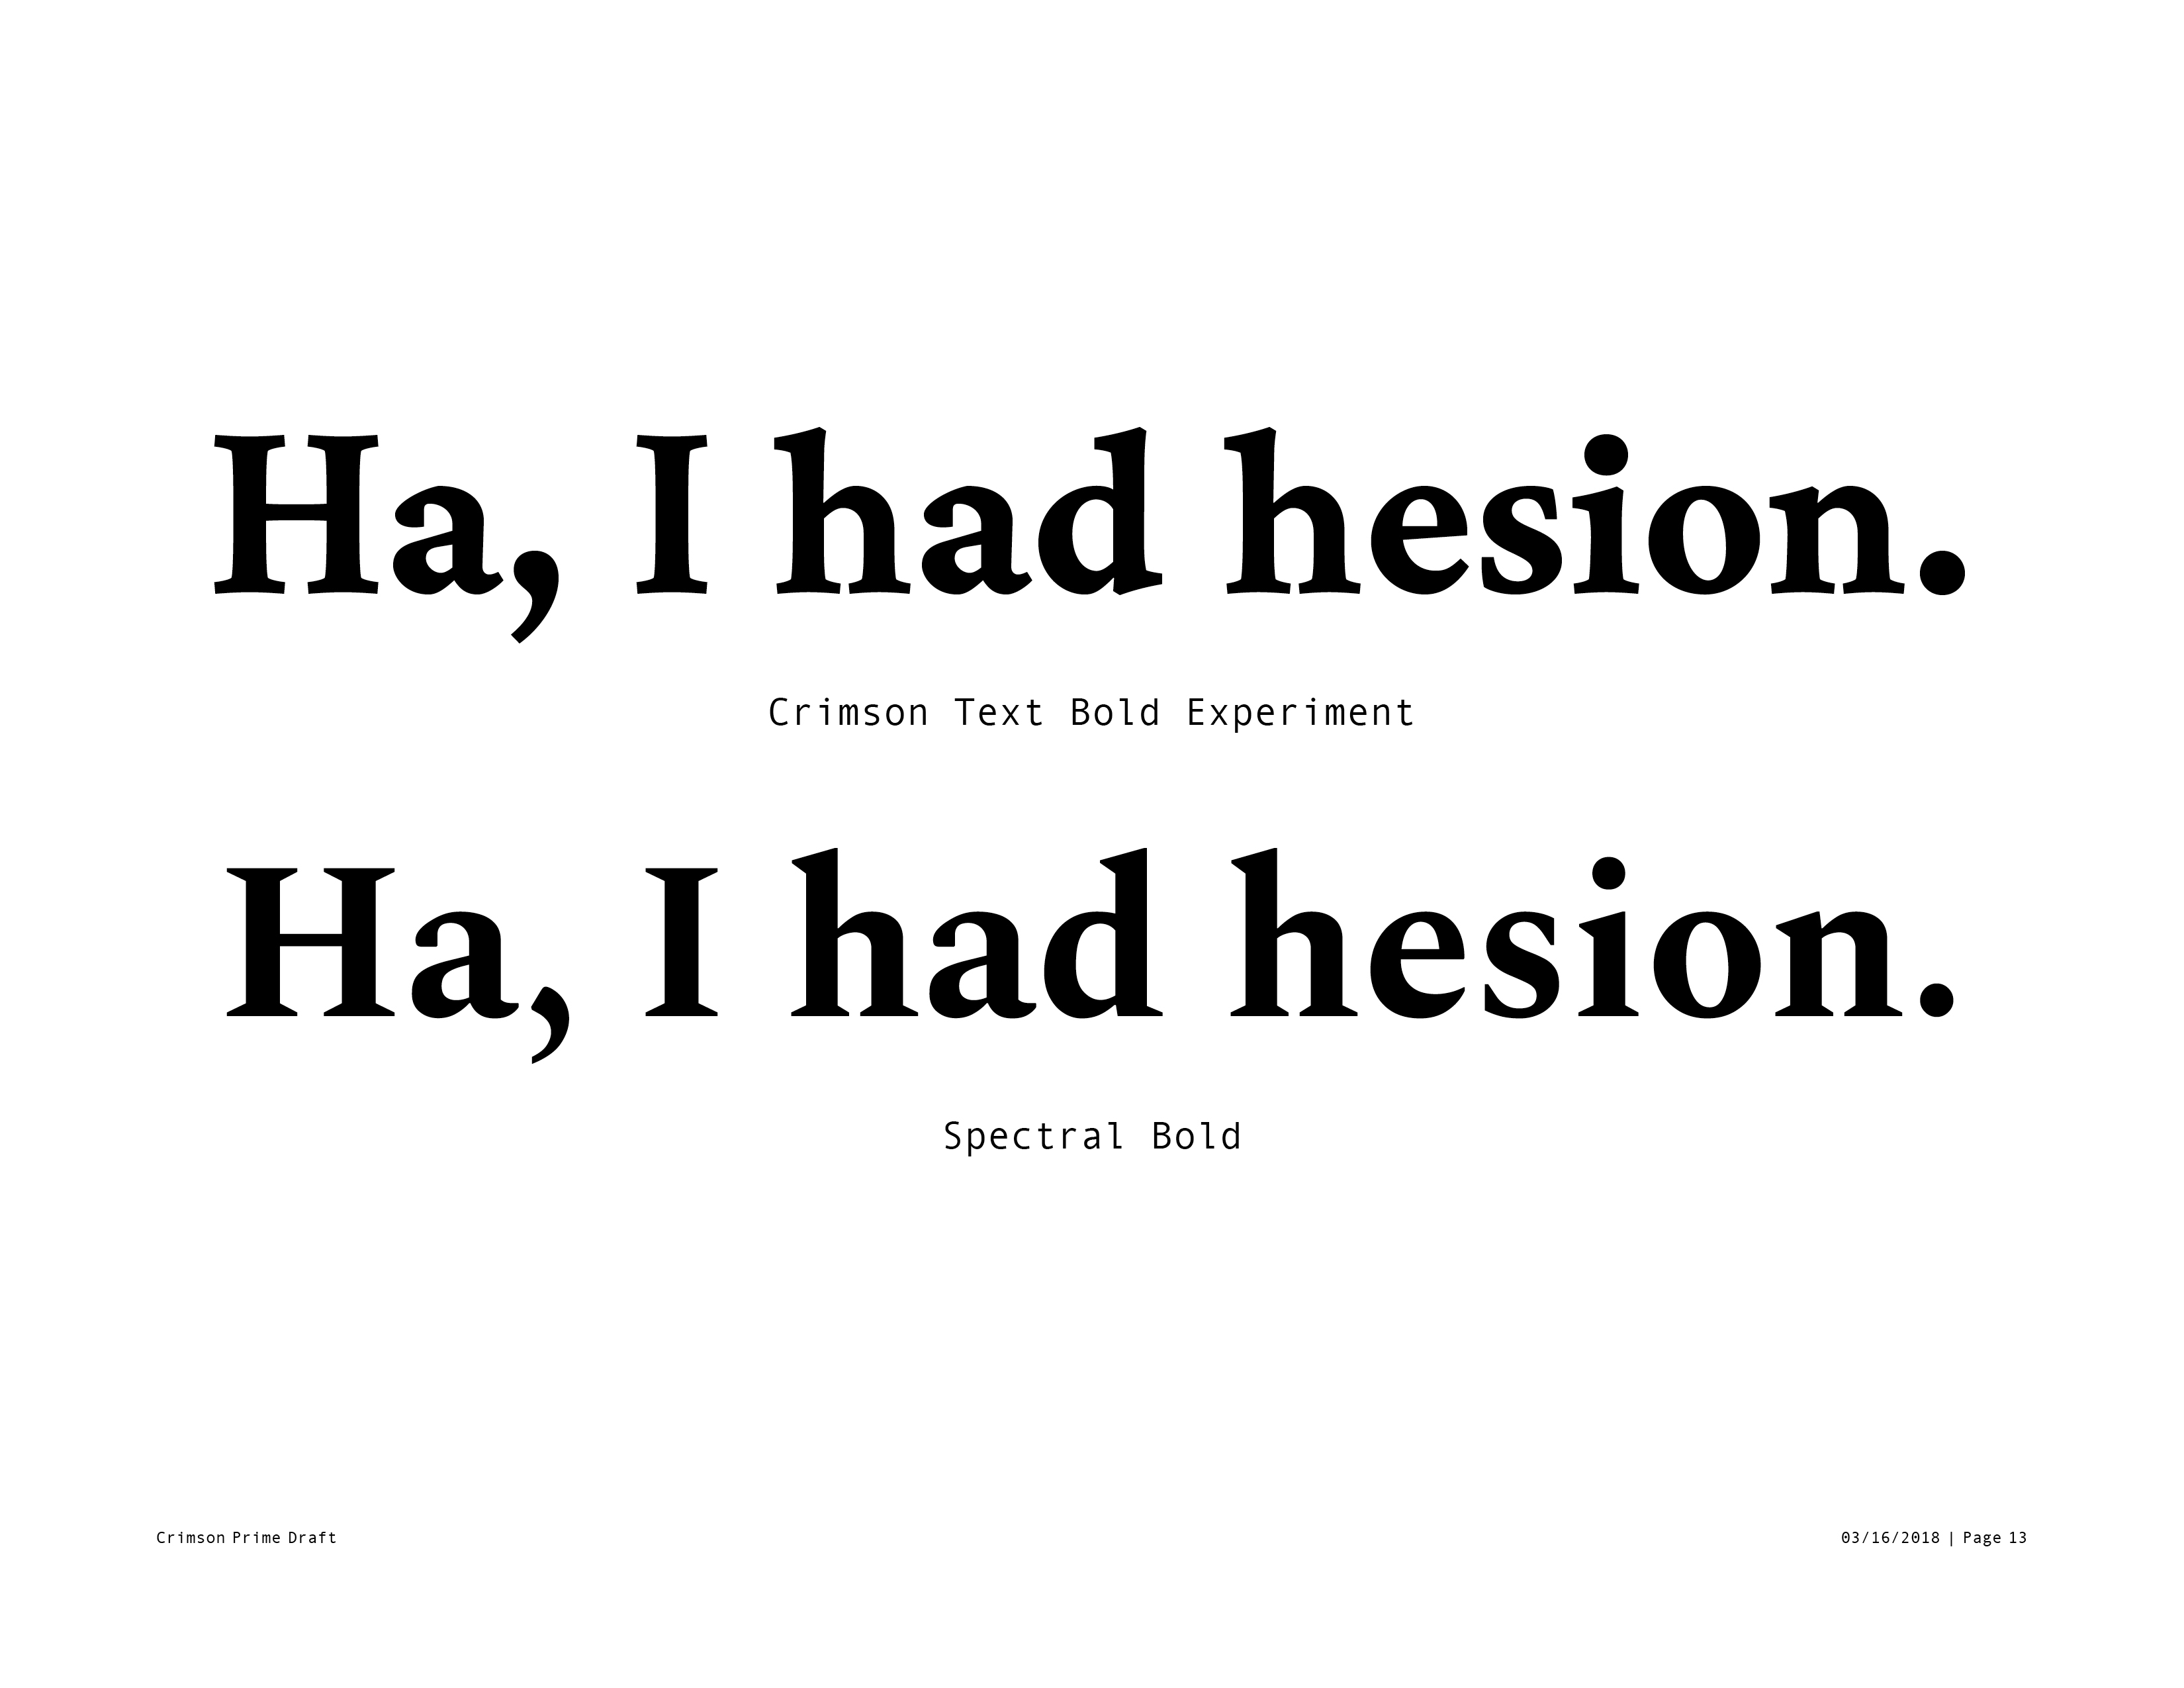 Ha, I had hesion.
Crimson Text Bold Experiment
Ha, I had hesion.
Spectral Bold
Crimson Prime Draft
03/16/2018 | Page 13